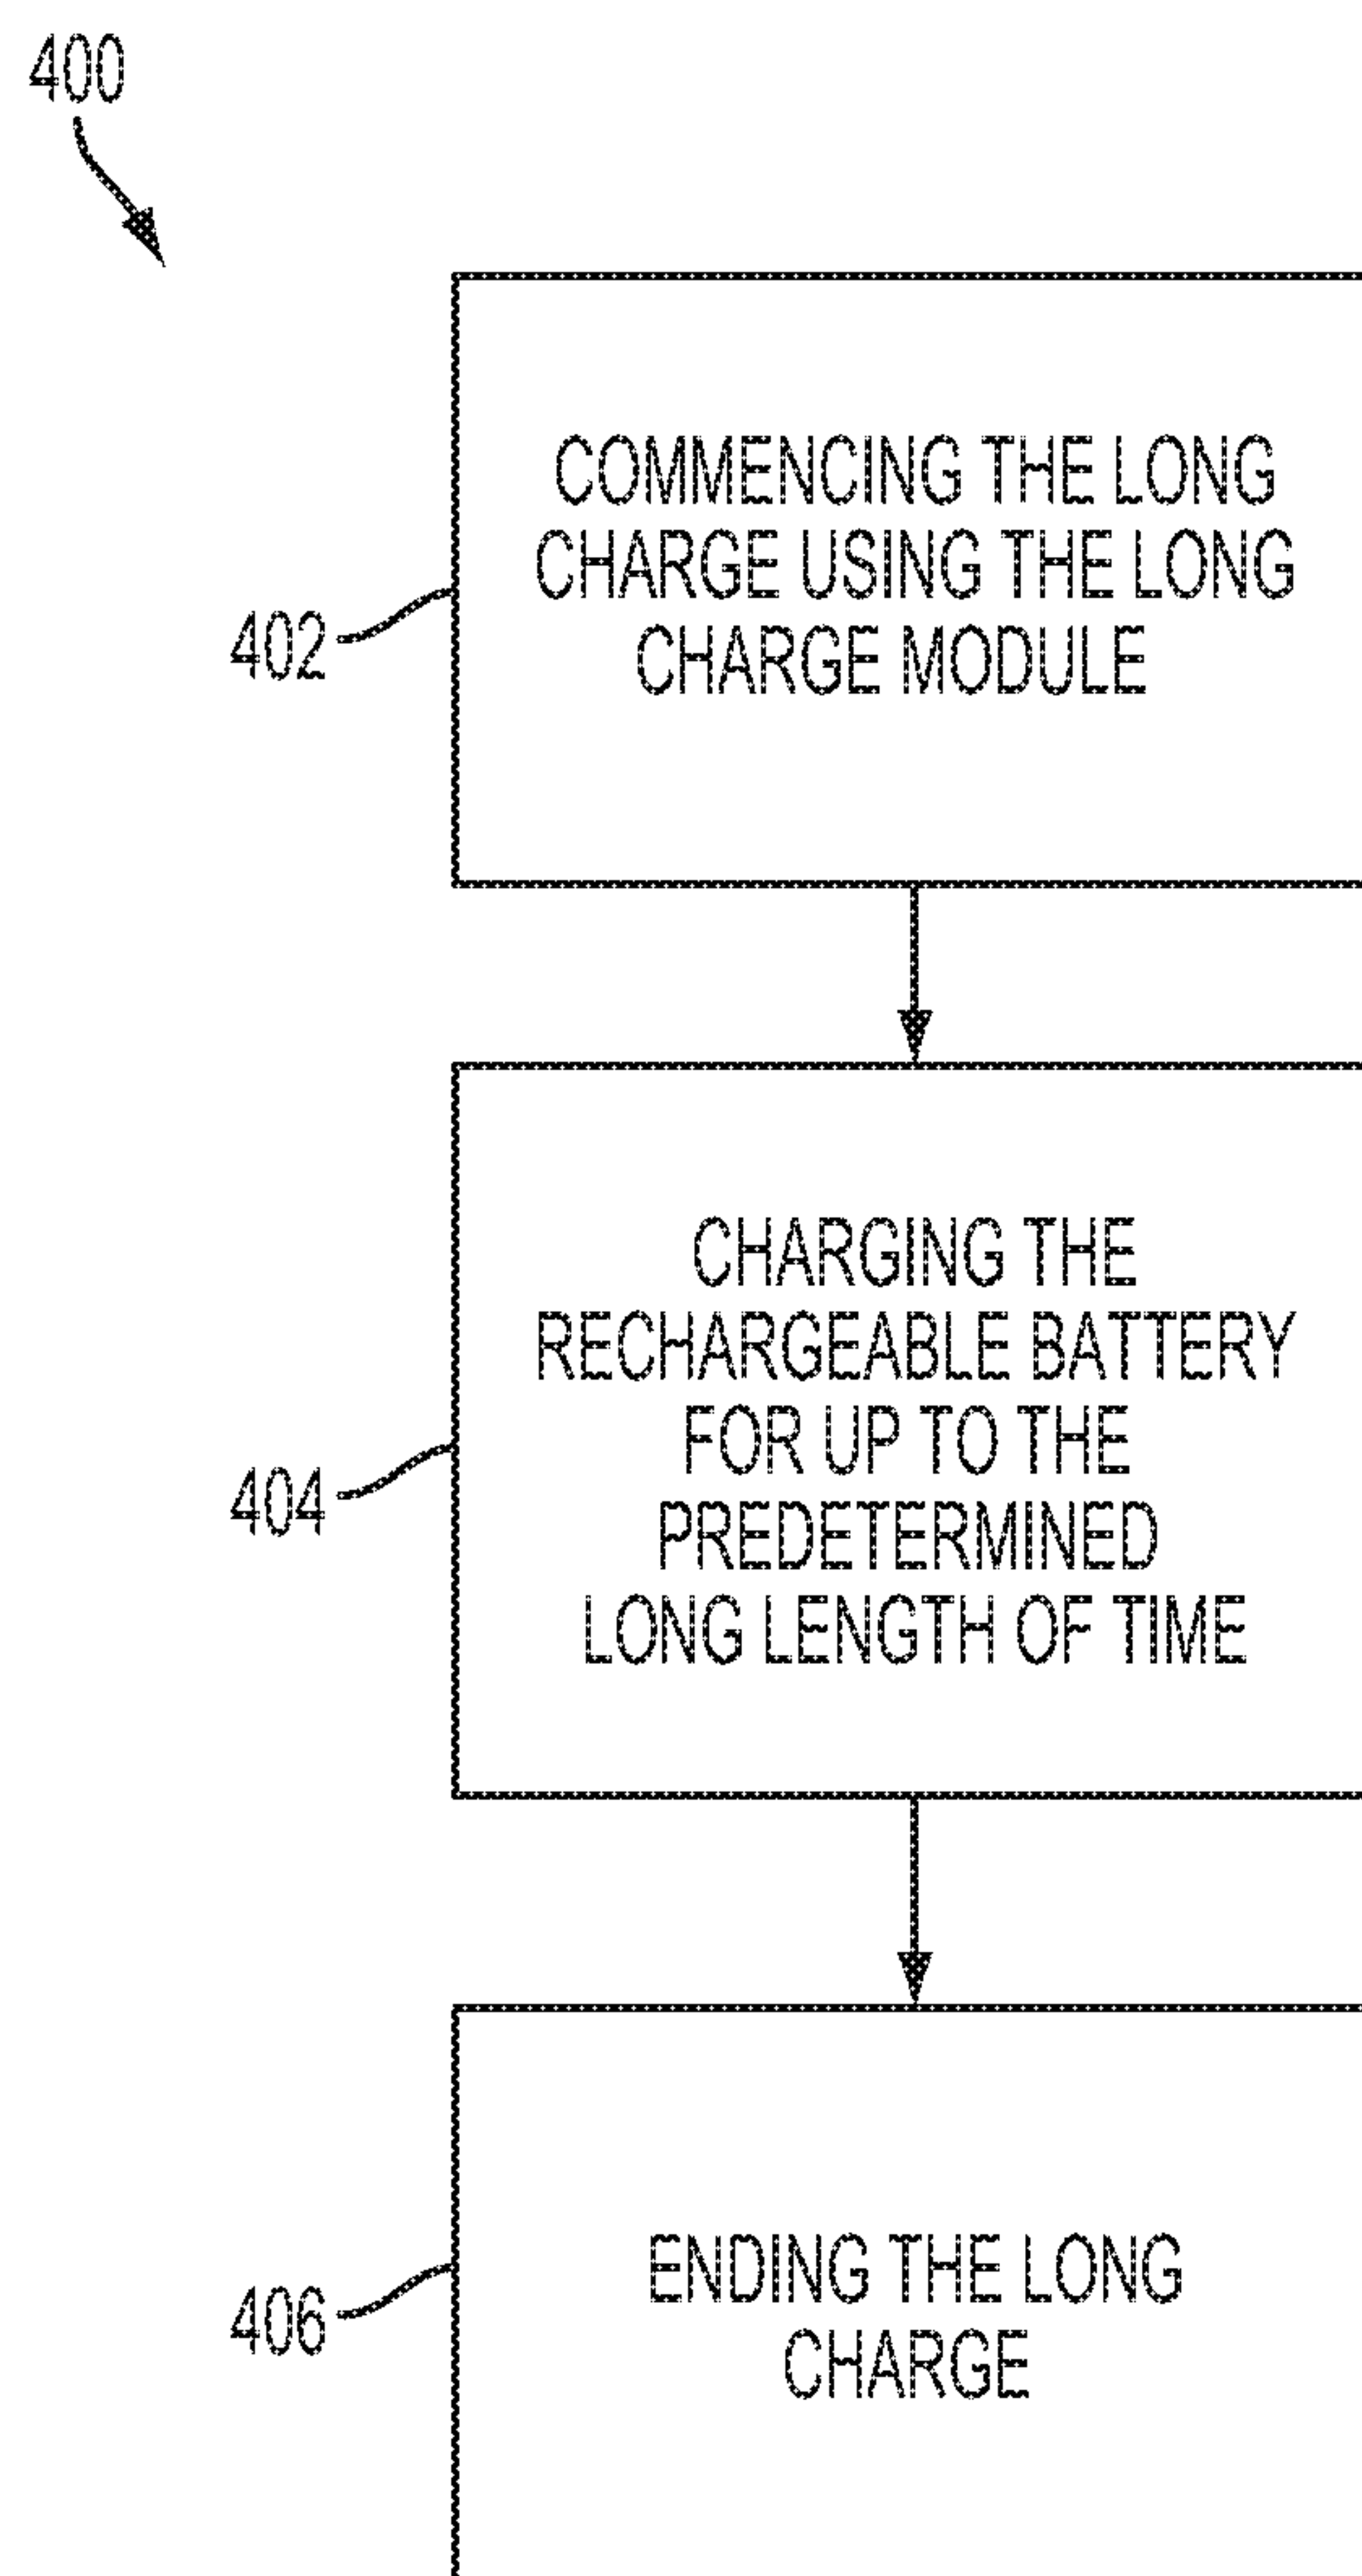 400
COMMENCING THE LONG
CHARGE USING THE LONG
CHARGE MODULE
402
CHARGING THE
RECHARGEABLE BATTERY
FOR UP TO THE
PREDETERMINED
LONG LENGTH OF TIME
404
ENDING THE LONG
CHARGE
406